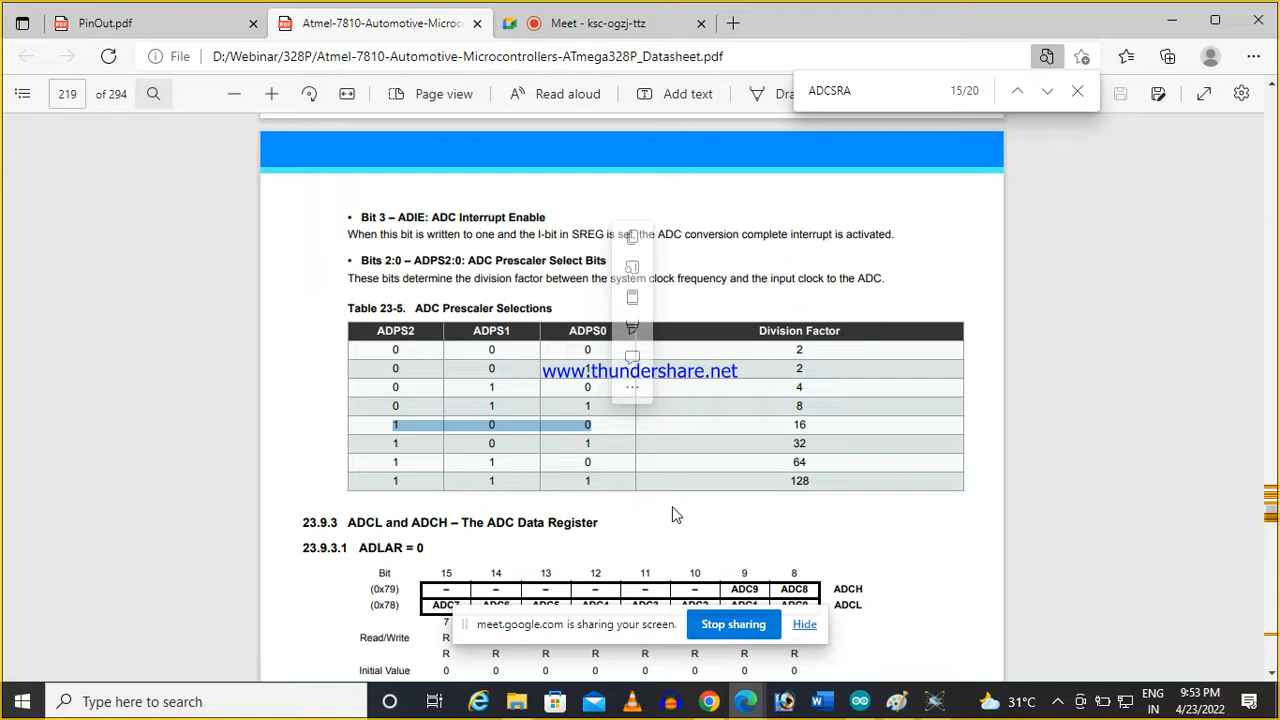 PinOut.pdf
Atmel-7810-Automotive-Microco
Meet - ksc-ogzj-ttz
File D:/Webinar/328P/Atmel-7810-Automotive-Microcontrollers-ATmega328P_Datasheet.pdf
219 of 294 Page view Read aloud Add text
ADCSRA 15/20
• Bit 3 – ADIE: ADC Interrupt Enable
When this bit is written to one and the I-bit in SREG is set, the ADC conversion complete interrupt is activated.
• Bits 2:0 – ADPS2:0: ADC Prescaler Select Bits
These bits determine the division factor between the system clock frequency and the input clock to the ADC.
Table 23-5. ADC Prescaler Selections
ADPS2 ADPS1 ADPS0 Division Factor
0 0 0 2
0 0 1 2
www.thundershare.net
0 1 0 4
0 1 1 8
1 0 0 16
1 0 1 32
1 1 0 64
1 1 1 128
23.9.3 ADCL and ADCH – The ADC Data Register
23.9.3.1 ADLAR = 0
Bit 15 14 13 12 11 10 9 8
(0x79) – – – – – – ADC9 ADC8 ADCH
(0x78) ADC7 ADC6 ADC5 ADC4 ADC3 ADC2 ADC1 ADC0 ADCL
7
meet.google.com is sharing your screen. Stop sharing Hide
Read/Write R
R R R R R R R
Initial Value 0 0 0 0 0 0 0 0
Type here to search
31°C
ENG
IN
9:53 PM
4/23/2022